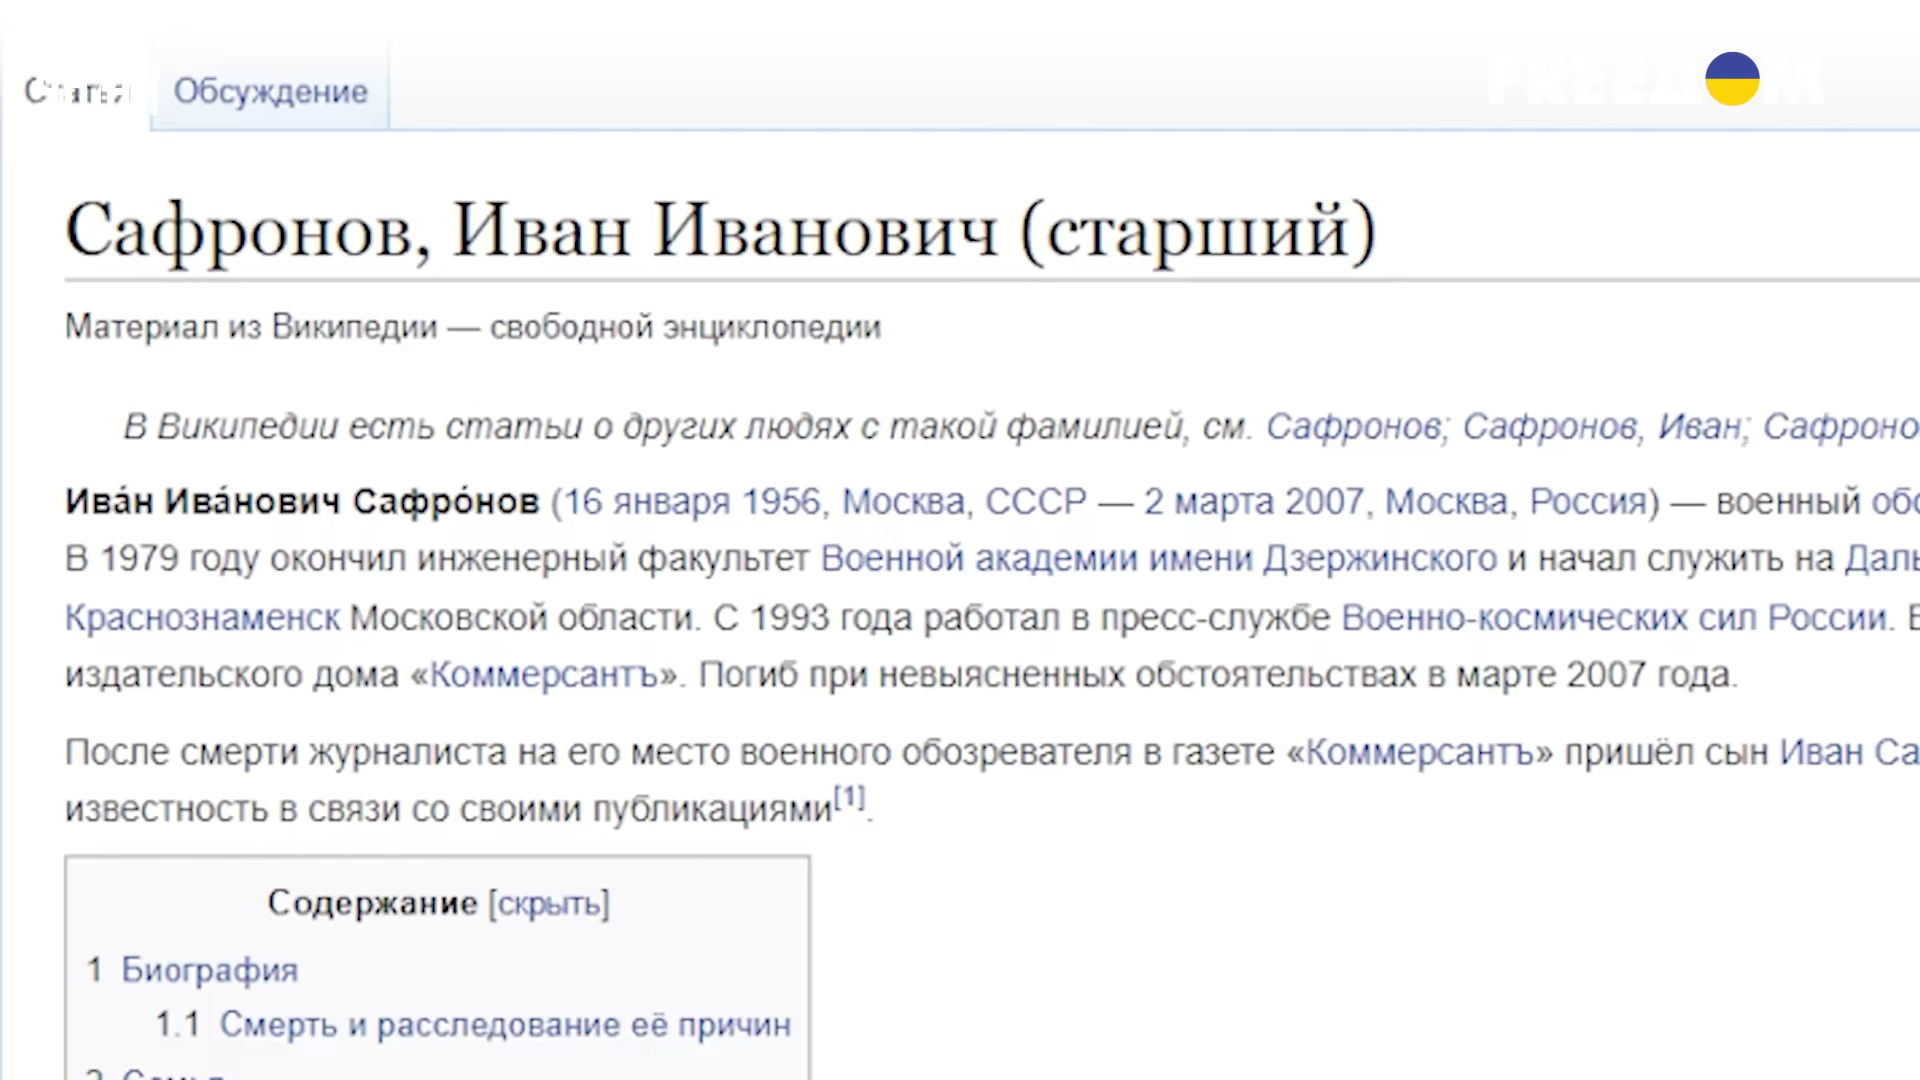 Статья Обсуждение
FREEДOM
Сафронов, Иван Иванович (старший)
Материал из Википедии — свободной энциклопедии
В Википедии есть статьи о других людях с такой фамилией, см. Сафронов; Сафронов, Иван;
Ива́н Ива́нович Сафро́нов (16 января 1956, Москва, СССР — 2 марта 2007, Москва, Россия) — военный
В 1979 году окончил инженерный факультет Военной академии имени Дзержинского и начал служить на
Краснознаменск Московской области. С 1993 года работал в пресс-службе Военно-космических сил России.
издательского дома «Коммерсантъ». Погиб при невыясненных обстоятельствах в марте 2007 года.
После смерти журналиста на его место военного обозревателя в газете «Коммерсантъ» пришёл сын Иван
известность в связи со своими публикациями[1].
Содержание [скрыть]
1 Биография
1.1 Смерть и расследование её причин